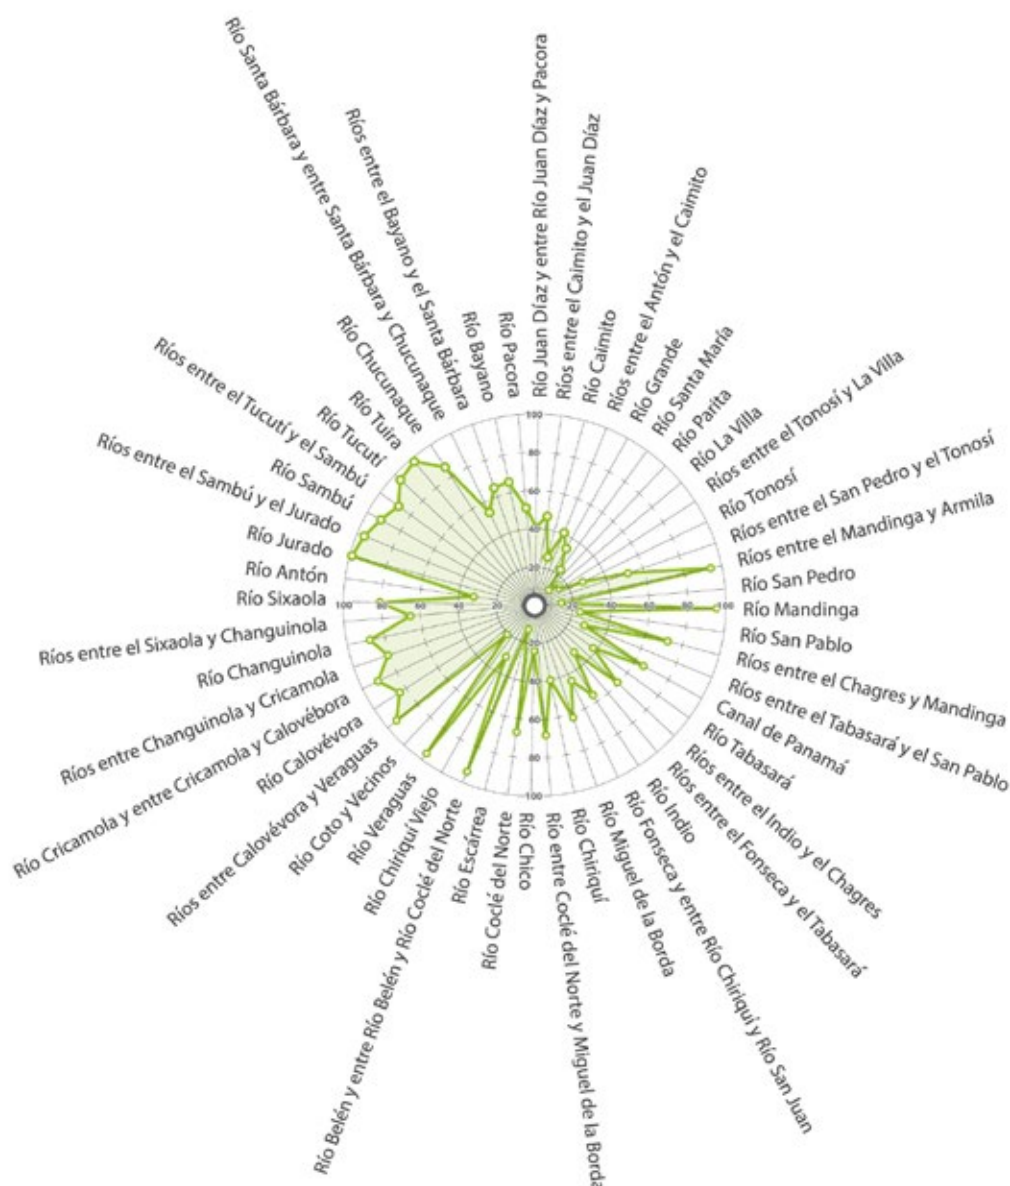 Río Juan Díaz y entre Río Juan Díaz y Pacora
Ríos entre el Caimito y el Juan Díaz
Río Caimito
Ríos entre el Antón y el Caimito
Río Grande
Río Santa María
Río Parita
Río La Villa
Ríos entre el Tonosí y La Villa
Río Tonosí
Ríos entre el San Pedro y el Tonosí
Ríos entre el Mandinga y Armila
Río San Pedro
Río Mandinga
Río San Pablo
Ríos entre el Chagres y Mandinga
Ríos entre el Tabasará y el San Pablo
Canal de Panamá
Río Tabasará
Ríos entre el Indio y el Chagres
Ríos entre el Fonseca y el Tabasará
Río Indio
Río Fonseca y entre Río Chiriquí y Río San Juan
Río Miguel de la Borda
Río Chiriquí
Río entre Coclé del Norte y Miguel de la Borda
Río Chico
Río Coclé del Norte
Río Escárrea
Río Belén y entre Río Belén y Río Coclé del Norte
Río Chiriquí Viejo
Río Veraguas
Río Coto y Vecinos
Ríos entre Calovévora y Veraguas
Río Calovévora
Río Cricamola y entre Cricamola y Calovébora
Ríos entre Changuinola y Cricamola
Río Changuinola
Ríos entre el Sixaola y Changuinola
Río Sixaola
Río Antón
Río Jurado
Ríos entre el Sambú y el Jurado
Río Sambú
Ríos entre el Tucutí y el Sambú
Río Tucutí
Río Tuira
Río Chucunaque
Río Santa Bárbara y entre Santa Bárbara y Chucunaque
Ríos entre el Bayano y el Santa Bárbara
Río Bayano
Río Pacora
100
80
60
40
20
20
40
60
80
100
20
40
60
80
100
100
80
60
40
20